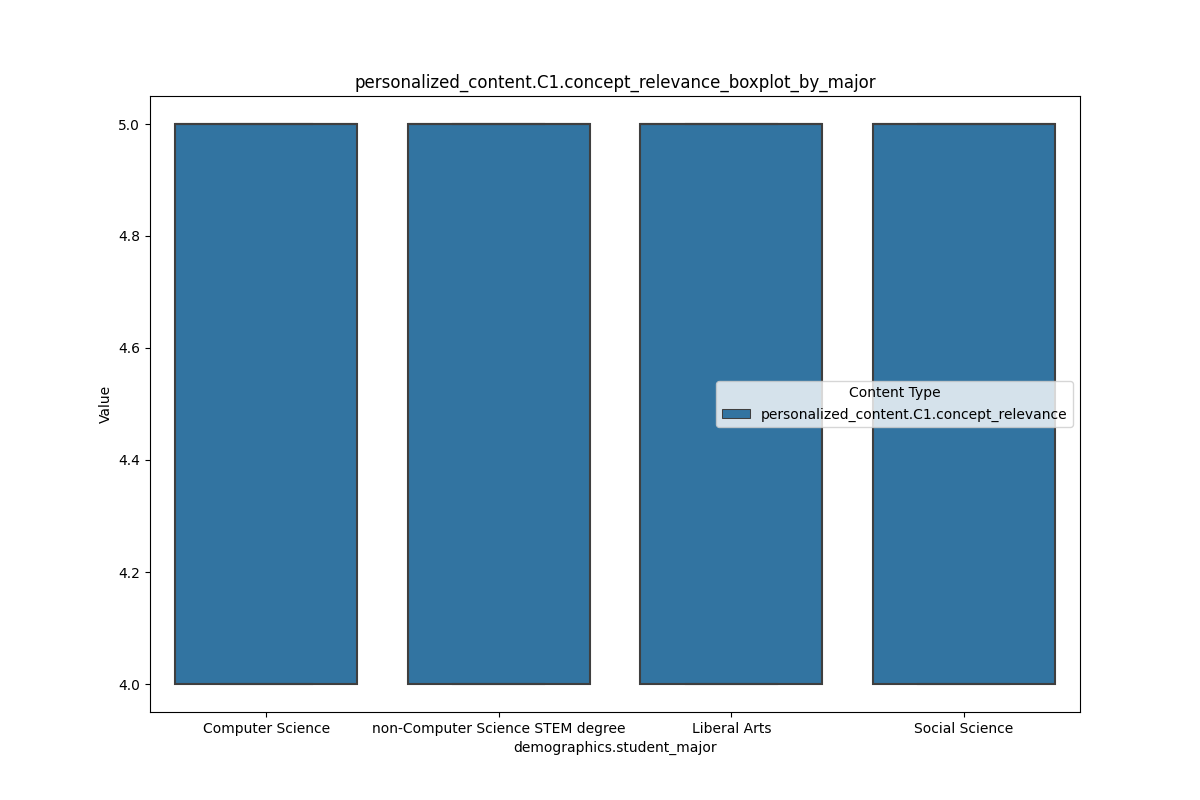 personalized_content.C1.concept_relevance_boxplot_by_major
5.0
4.8
4.6
4.4
4.2
4.0
Value
Content Type
personalized_content.C1.concept_relevance
Computer Science
non-Computer Science STEM degree
Liberal Arts
Social Science
demographics.student_major